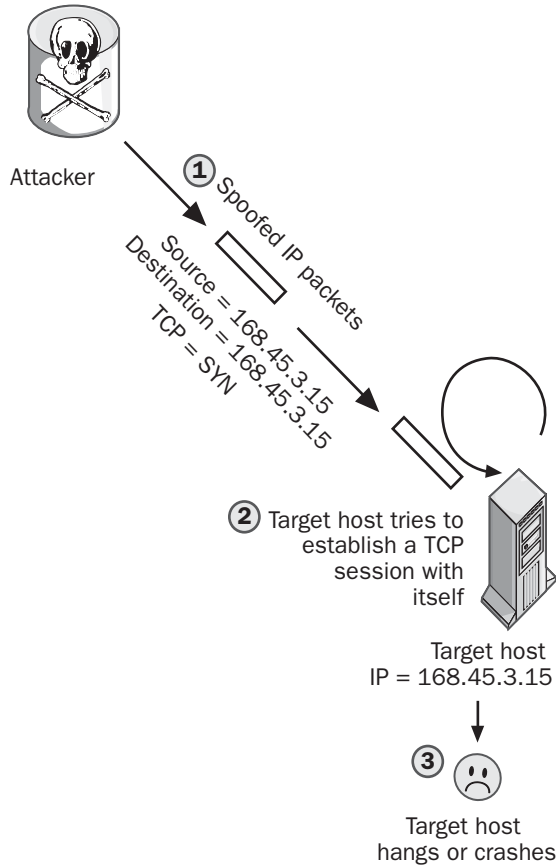 Attacker
1
Spoofed IP packets
Source = 168.45.3.15
Destination = 168.45.3.15
TCP = SYN
2
Target host tries to
establish a TCP
session with
itself
Target host
IP = 168.45.3.15
3
Target host
hangs or crashes